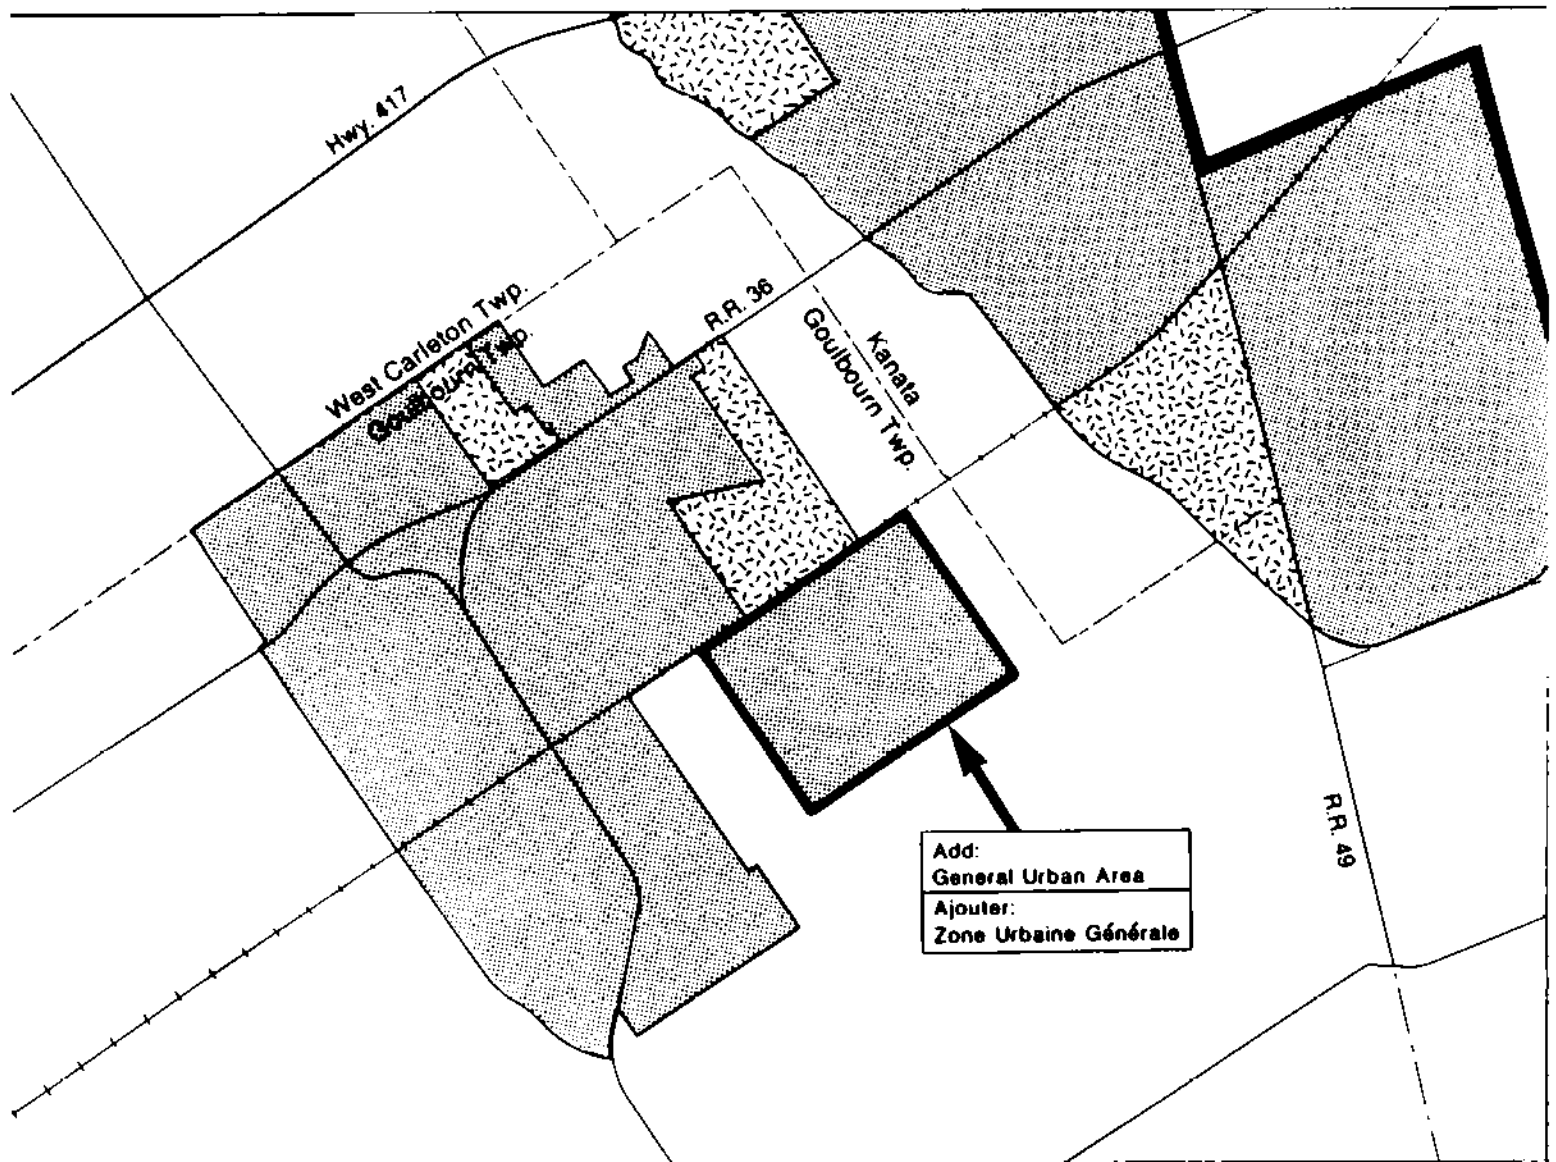 Hwy. 417
West Carleton Twp.
Goulbourn Twp.
R.R. 36
Kanata
Goulbourn Twp.
R.R. 49
Add:
General Urban Area
Ajouter:
Zone Urbaine Générale